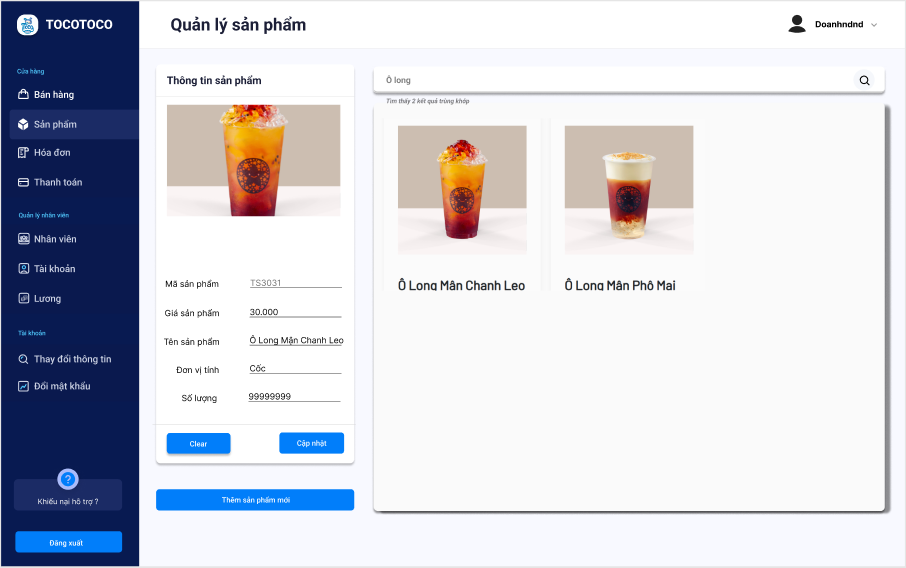 TOCOTOCO
Cửa hàng
Bán hàng
Sản phẩm
Hóa đơn
Thanh toán
Quản lý nhân viên
Nhân viên
Tài khoản
Lương
Tài khoản
Thay đổi thông tin
Đổi mật khẩu
?
Khiếu nại hỗ trợ ?
Đăng xuất
Quản lý sản phẩm
Doanhndnd
Thông tin sản phẩm
Mã sản phẩm TS3031
Giá sản phẩm 30.000
Tên sản phẩm Ô Long Mận Chanh Leo
Đơn vị tính Cốc
Số lượng 99999999
Clear Cập nhật
Thêm sản phẩm mới
Ô long
Tìm thấy 2 kết quả trùng khớp
Ô Long Mận Chanh Leo
Ô Long Mận Phô Mai